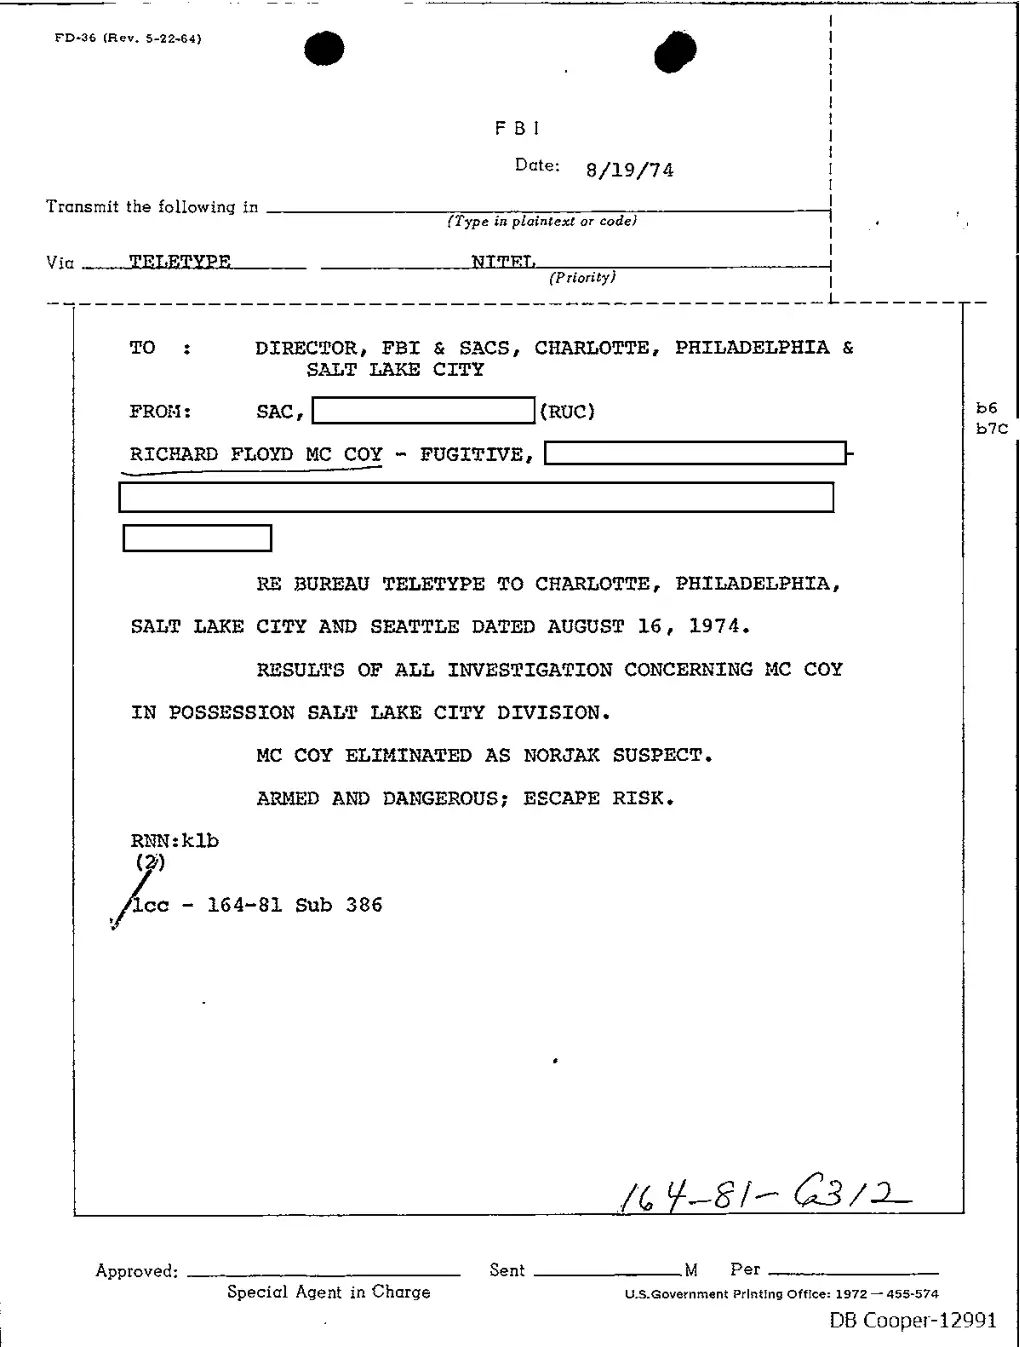 FD-36 (Rev. 5-22-64)
F B I
Date: 8/19/74
Transmit the following in
(Type in plaintext or code)
Via TELETYPE NITEL
(Priority)
TO : DIRECTOR, FBI & SACS, CHARLOTTE, PHILADELPHIA &
SALT LAKE CITY
FROM: SAC, (RUC)
b6
b7C
RICHARD FLOYD MC COY - FUGITIVE, -
RE BUREAU TELETYPE TO CHARLOTTE, PHILADELPHIA,
SALT LAKE CITY AND SEATTLE DATED AUGUST 16, 1974.
RESULTS OF ALL INVESTIGATION CONCERNING MC COY
IN POSSESSION SALT LAKE CITY DIVISION.
MC COY ELIMINATED AS NORJAK SUSPECT.
ARMED AND DANGEROUS; ESCAPE RISK.
RNN:klb
(2)
1cc - 164-81 Sub 386
164-81-6312
Approved: Sent M Per
Special Agent in Charge
U.S.Government Printing Office: 1972 — 455-574
DB Cooper-12991